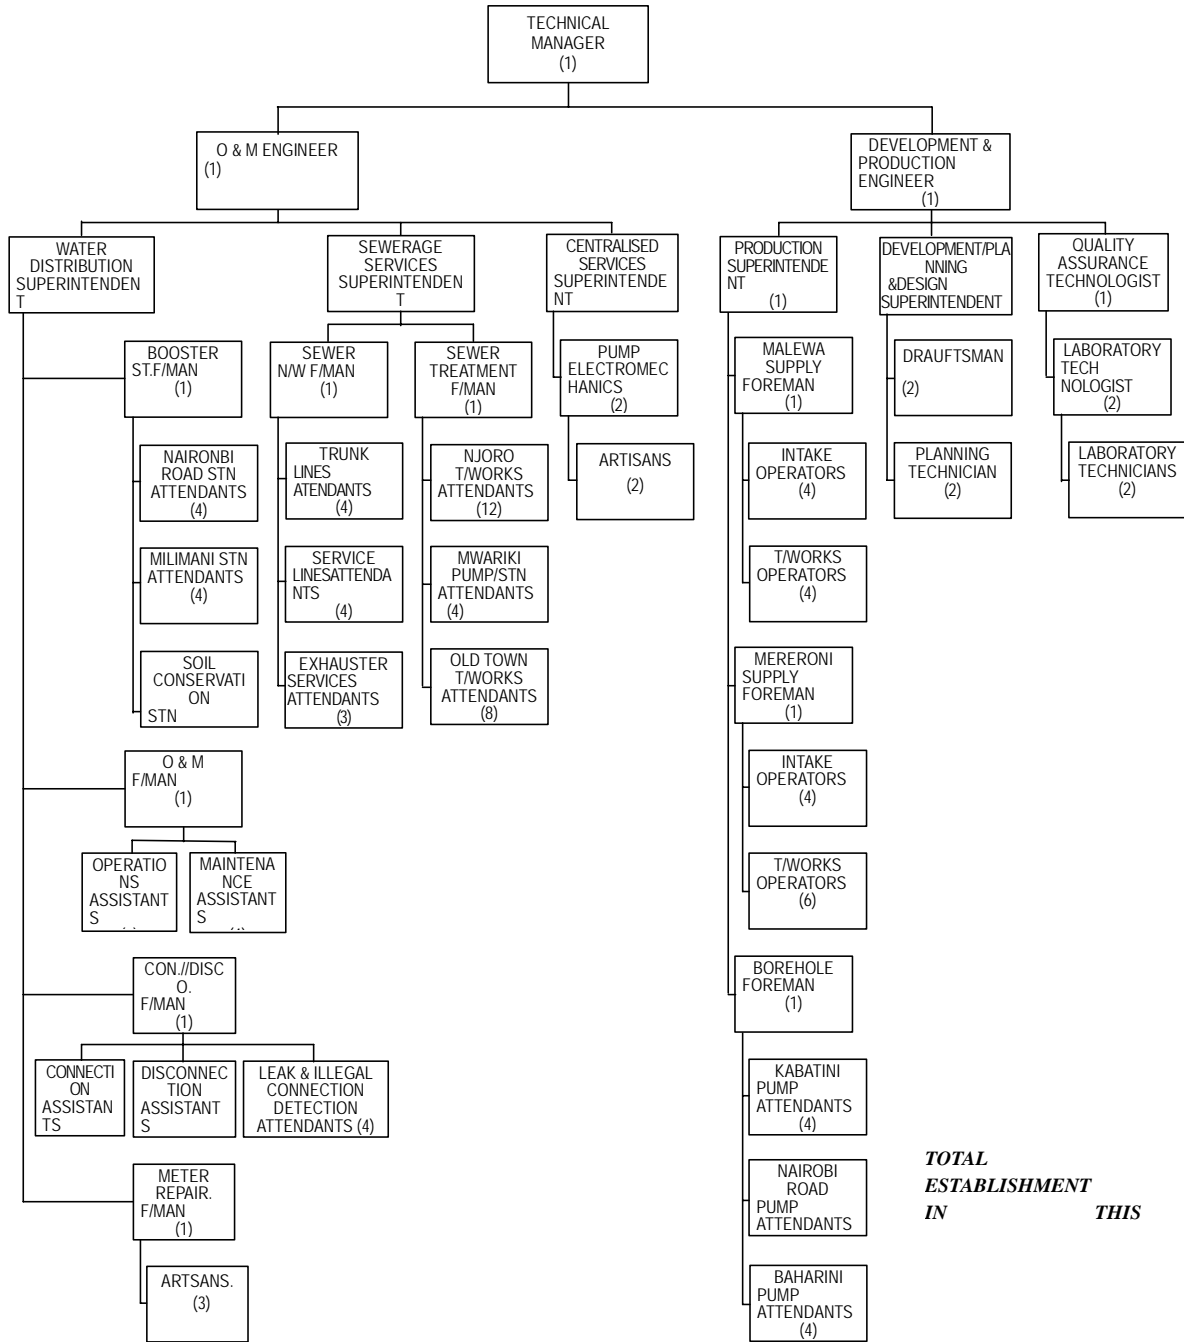 TECHNICAL
MANAGER
(1)
O & M ENGINEER
(1)
DEVELOPMENT &
PRODUCTION
ENGINEER
(1)
WATER
DISTRIBUTION
SUPERINTENDEN
T
SEWERAGE
SERVICES
SUPERINTENDEN
T
CENTRALISED
SERVICES
SUPERINTENDE
NT
PRODUCTION
SUPERINTENDE
NT
(1)
DEVELOPMENT/PLA
NNING
&DESIGN
SUPERINTENDENT
QUALITY
ASSURANCE
TECHNOLOGIST
(1)
BOOSTER
ST.F/MAN
(1)
SEWER
N/W F/MAN
(1)
SEWER
TREATMENT
F/MAN
(1)
PUMP
ELECTROMEC
HANICS
(2)
MALEWA
SUPPLY
FOREMAN
(1)
DRAUFTSMAN
(2)
LABORATORY
TECH
NOLOGIST
(2)
NAIRONBI
ROAD STN
ATTENDANTS
(4)
TRUNK
LINES
ATENDANTS
(4)
NJORO
T/WORKS
ATTENDANTS
(12)
ARTISANS
(2)
INTAKE
OPERATORS
(4)
PLANNING
TECHNICIAN
(2)
LABORATORY
TECHNICIANS
(2)
MILIMANI STN
ATTENDANTS
(4)
SERVICE
LINESATTENDA
NTS
(4)
MWARIKI
PUMP/STN
ATTENDANTS
(4)
T/WORKS
OPERATORS
(4)
SOIL
CONSERVATI
ON
STN
EXHAUSTER
SERVICES
ATTENDANTS
(3)
OLD TOWN
T/WORKS
ATTENDANTS
(8)
MERERONI
SUPPLY
FOREMAN
(1)
O & M
F/MAN
(1)
INTAKE
OPERATORS
(4)
OPERATIO
NS
ASSISTANT
S
MAINTENA
NCE
ASSISTANT
S
T/WORKS
OPERATORS
(6)
CON.//DISC
O.
F/MAN
(1)
BOREHOLE
FOREMAN
(1)
CONNECTI
ON
ASSISTAN
TS
DISCONNEC
TION
ASSISTANT
S
LEAK & ILLEGAL
CONNECTION
DETECTION
ATTENDANTS (4)
KABATINI
PUMP
ATTENDANTS
(4)
METER
REPAIR.
F/MAN
(1)
NAIROBI
ROAD
PUMP
ATTENDANTS
TOTAL
ESTABLISHMENT
IN THIS
ARTSANS.
(3)
BAHARINI
PUMP
ATTENDANTS
(4)